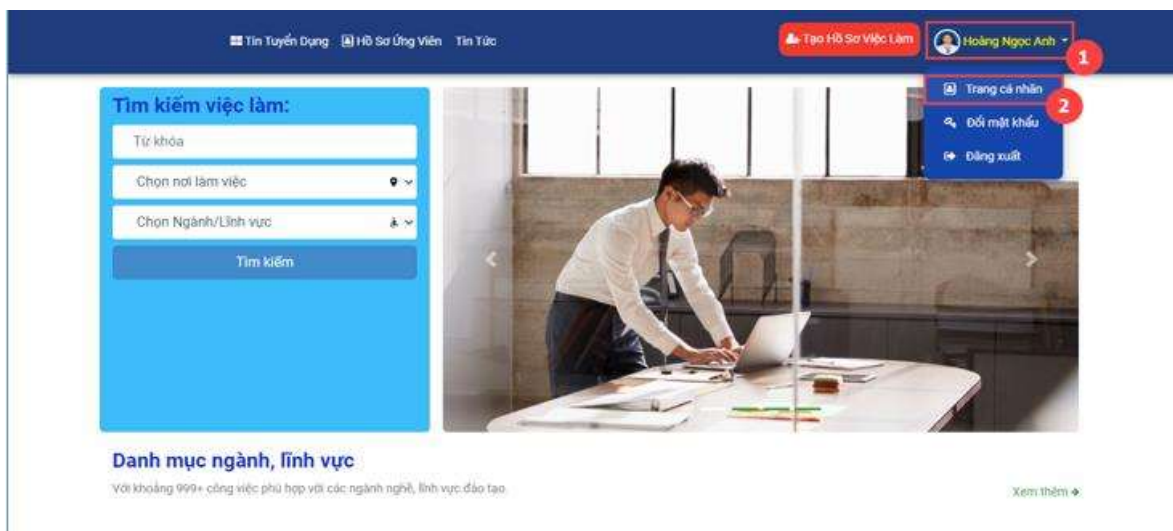 Tin Tuyển Dụng Hồ Sơ Ứng Viên Tin Tức Tạo Hồ Sơ Việc Làm Hoàng Ngọc Anh
1
Trang cá nhân
2
Đổi mật khẩu
Đăng xuất
Tìm kiếm việc làm:
Từ khóa
Chọn nơi làm việc
Chọn Ngành/Lĩnh vực
Tìm kiếm
Danh mục ngành, lĩnh vực
Với khoảng 999+ công việc phù hợp với các ngành nghề, lĩnh vực đào tạo
Xem thêm